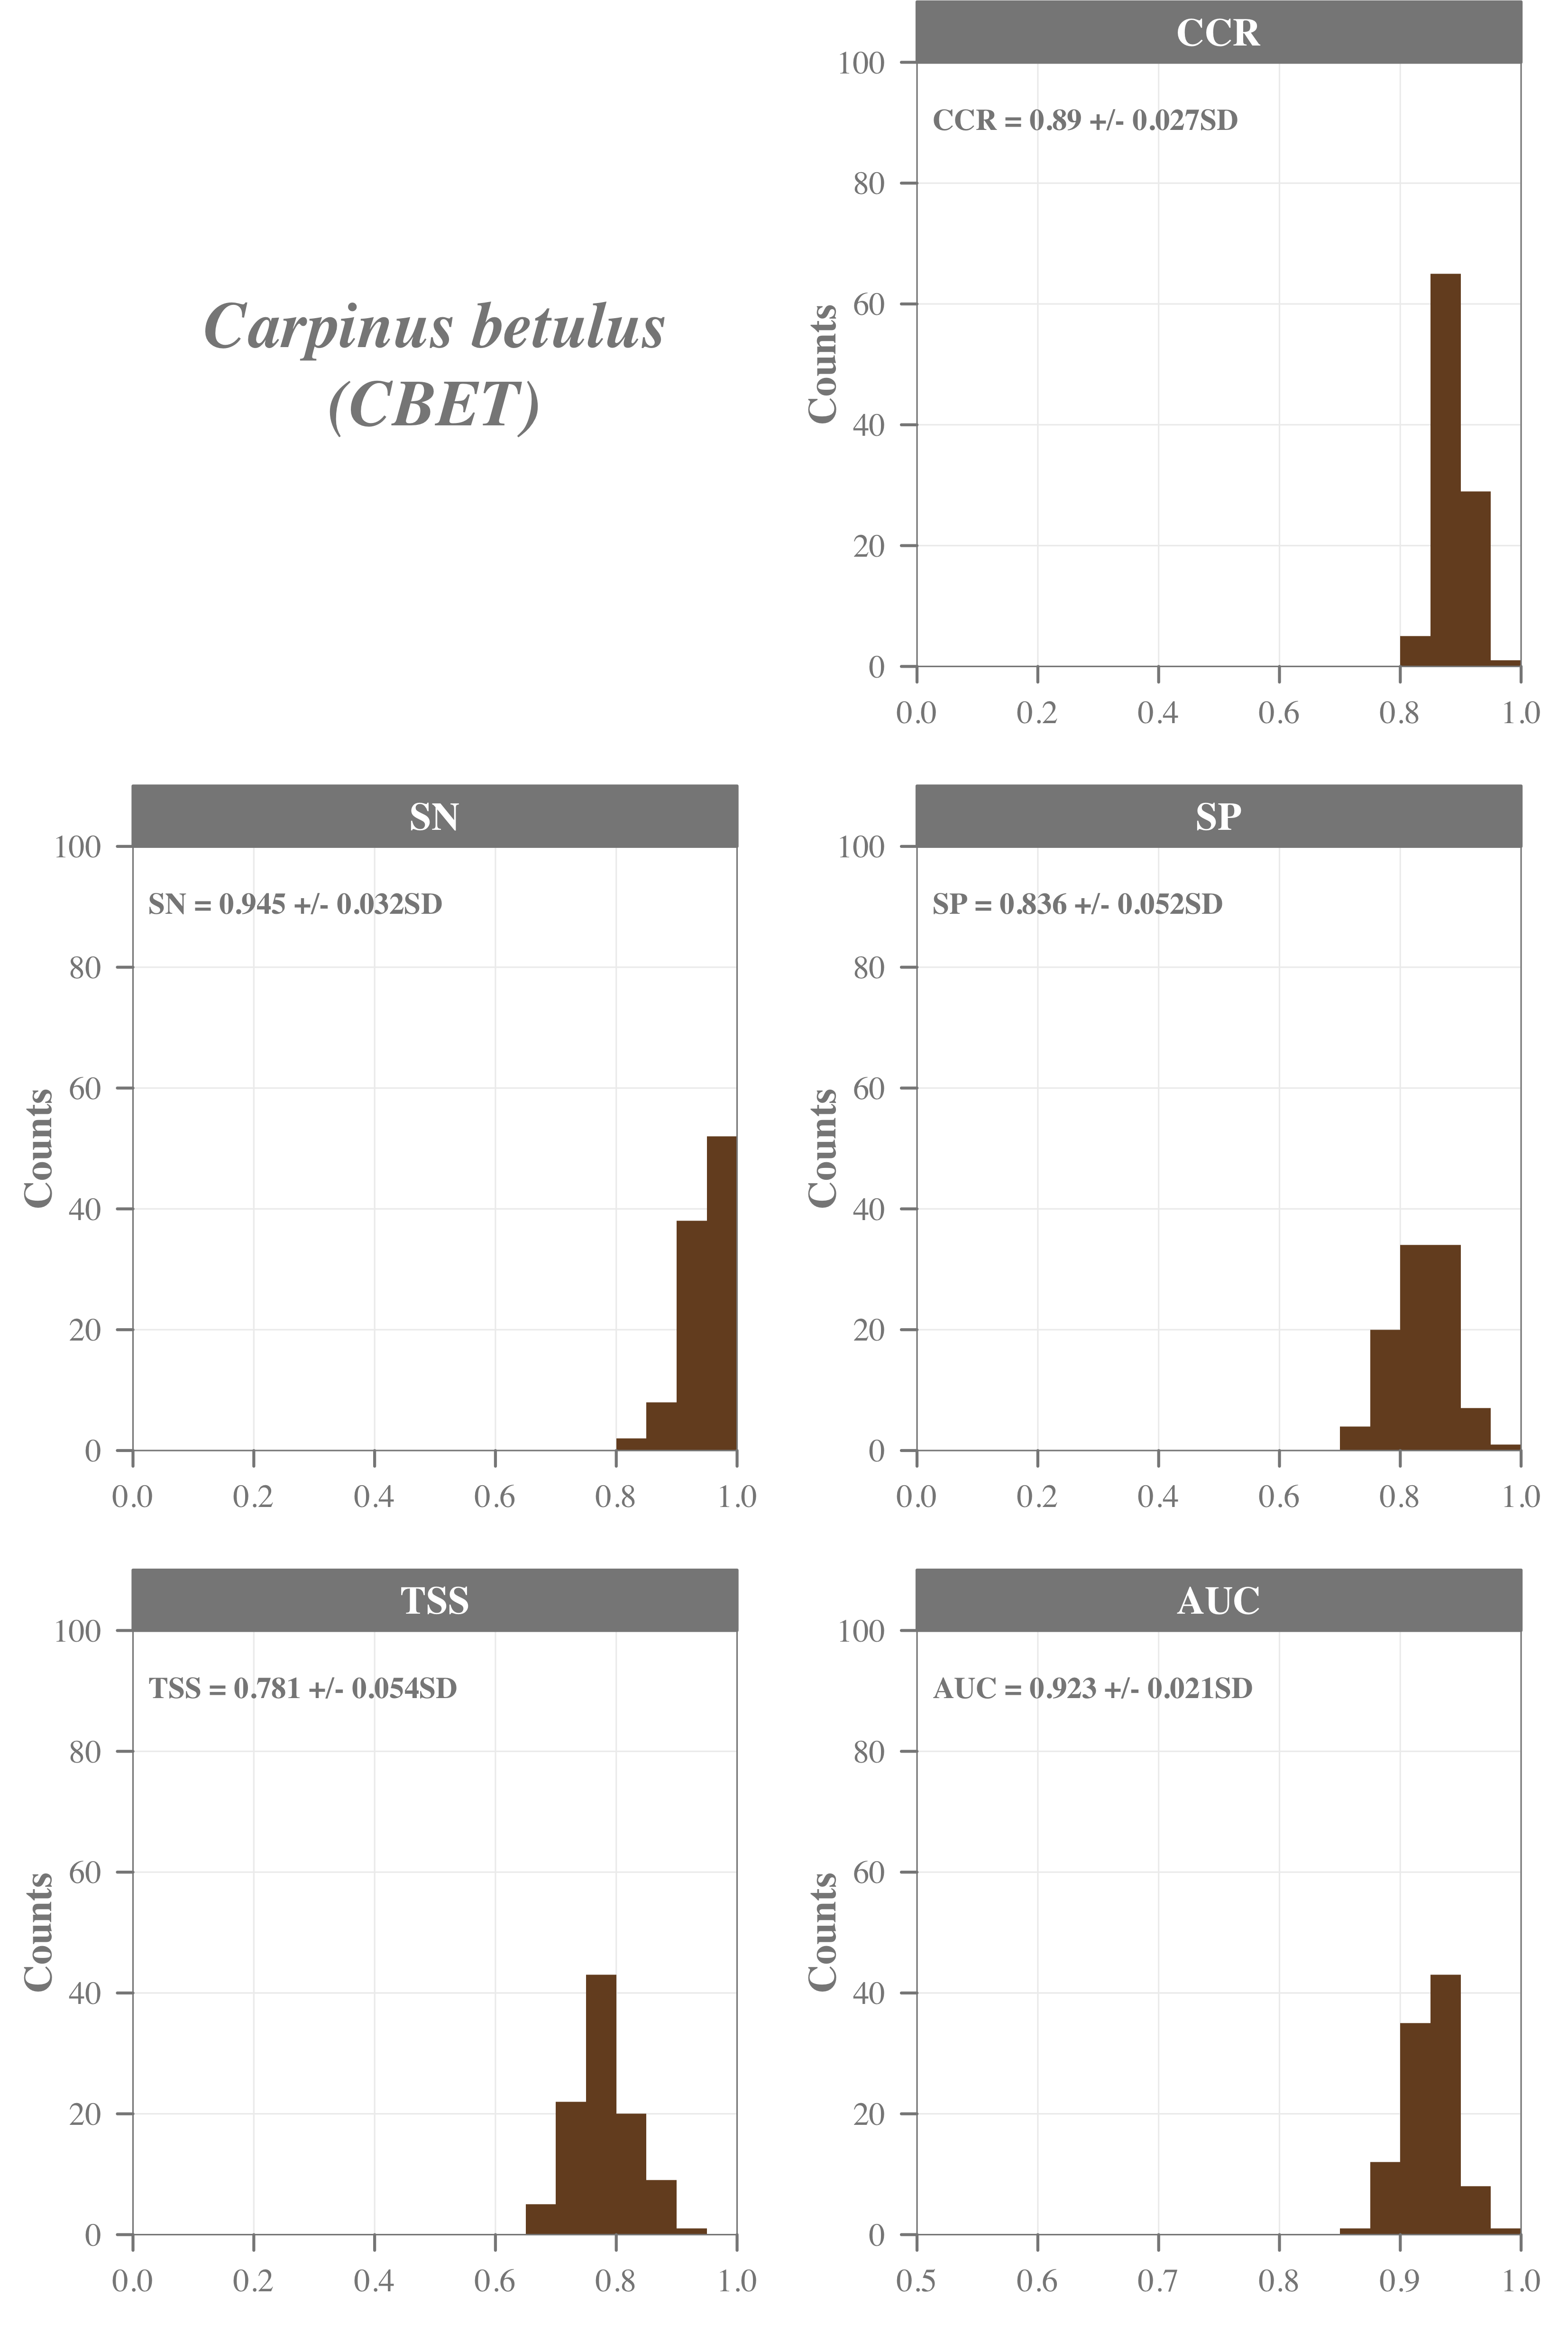 CCR
100
CCR = 0.89 +/- 0.027SD
80
Carpinus betulus
(CBET)
60
Counts
40
20
0
0.0 0.2 0.4 0.6 0.8 1.0
SN
100
SN = 0.945 +/- 0.032SD
80
60
Counts
40
20
0
0.0 0.2 0.4 0.6 0.8 1.0
SP
100
SP = 0.836 +/- 0.052SD
80
60
Counts
40
20
0
0.0 0.2 0.4 0.6 0.8 1.0
TSS
100
TSS = 0.781 +/- 0.054SD
80
60
Counts
40
20
0
0.0 0.2 0.4 0.6 0.8 1.0
AUC
100
AUC = 0.923 +/- 0.021SD
80
60
Counts
40
20
0
0.5 0.6 0.7 0.8 0.9 1.0